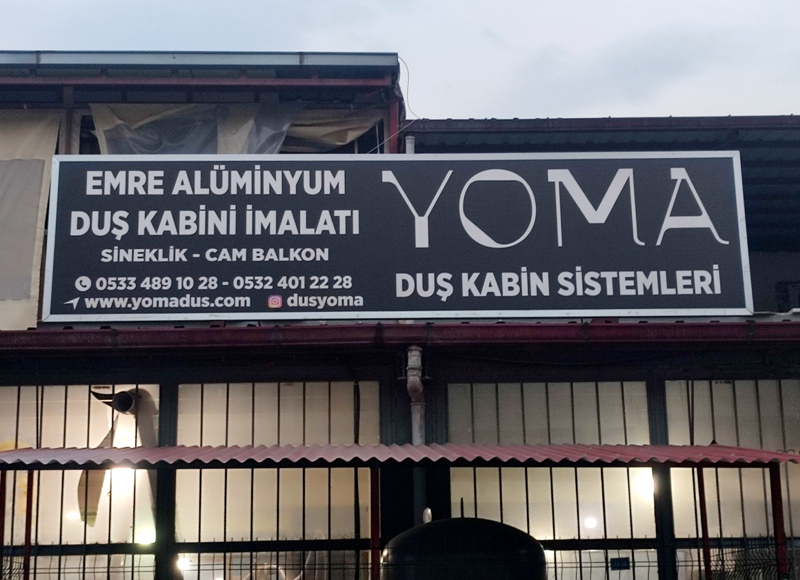 EMRE ALÜMİNYUM
DUŞ KABİNİ İMALATI
SİNEKLİK - CAM BALKON
0533 489 10 28 - 0532 401 22 28
www.yomadus.com dusyoma
YOMA
DUŞ KABİN SİSTEMLERİ